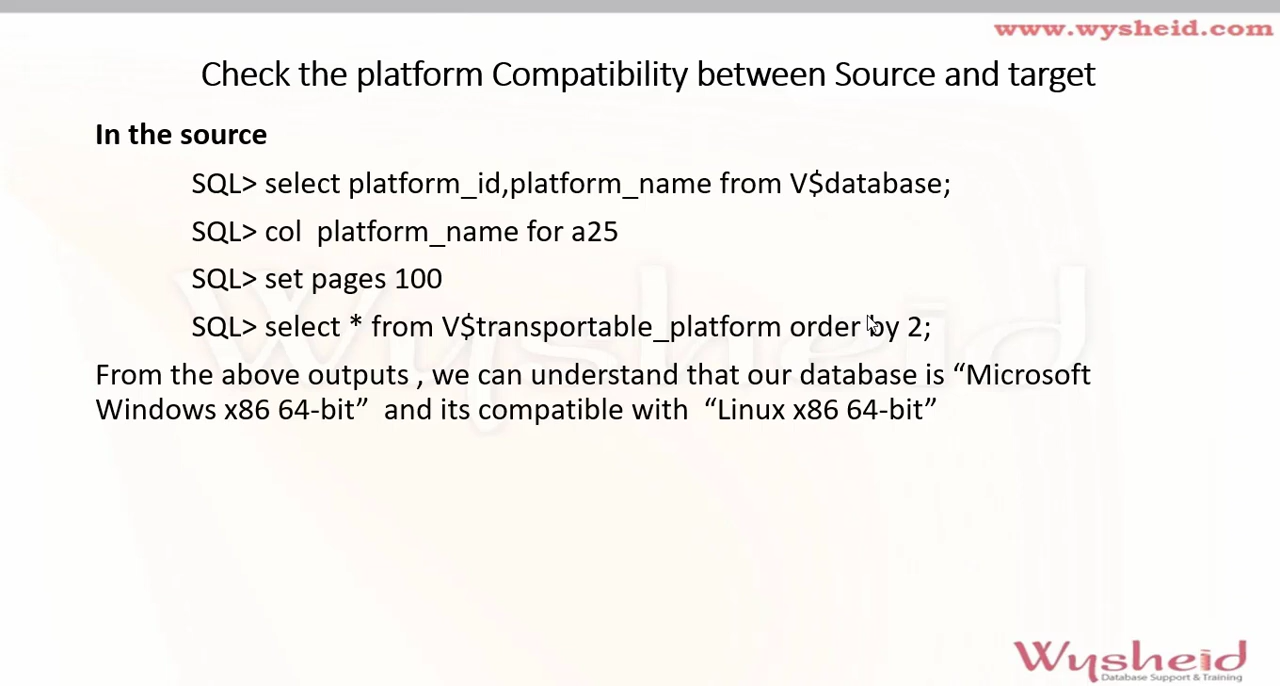 www.wysheid.com
Check the platform Compatibility between Source and target
In the source
SQL> select platform_id,platform_name from V$database;
SQL> col  platform_name for a25
SQL> set pages 100
SQL> select * from V$transportable_platform order by 2;
From the above outputs , we can understand that our database is “Microsoft
Windows x86 64-bit”  and its compatible with  “Linux x86 64-bit”
Wysheid
Wysheid
Database Support & Training